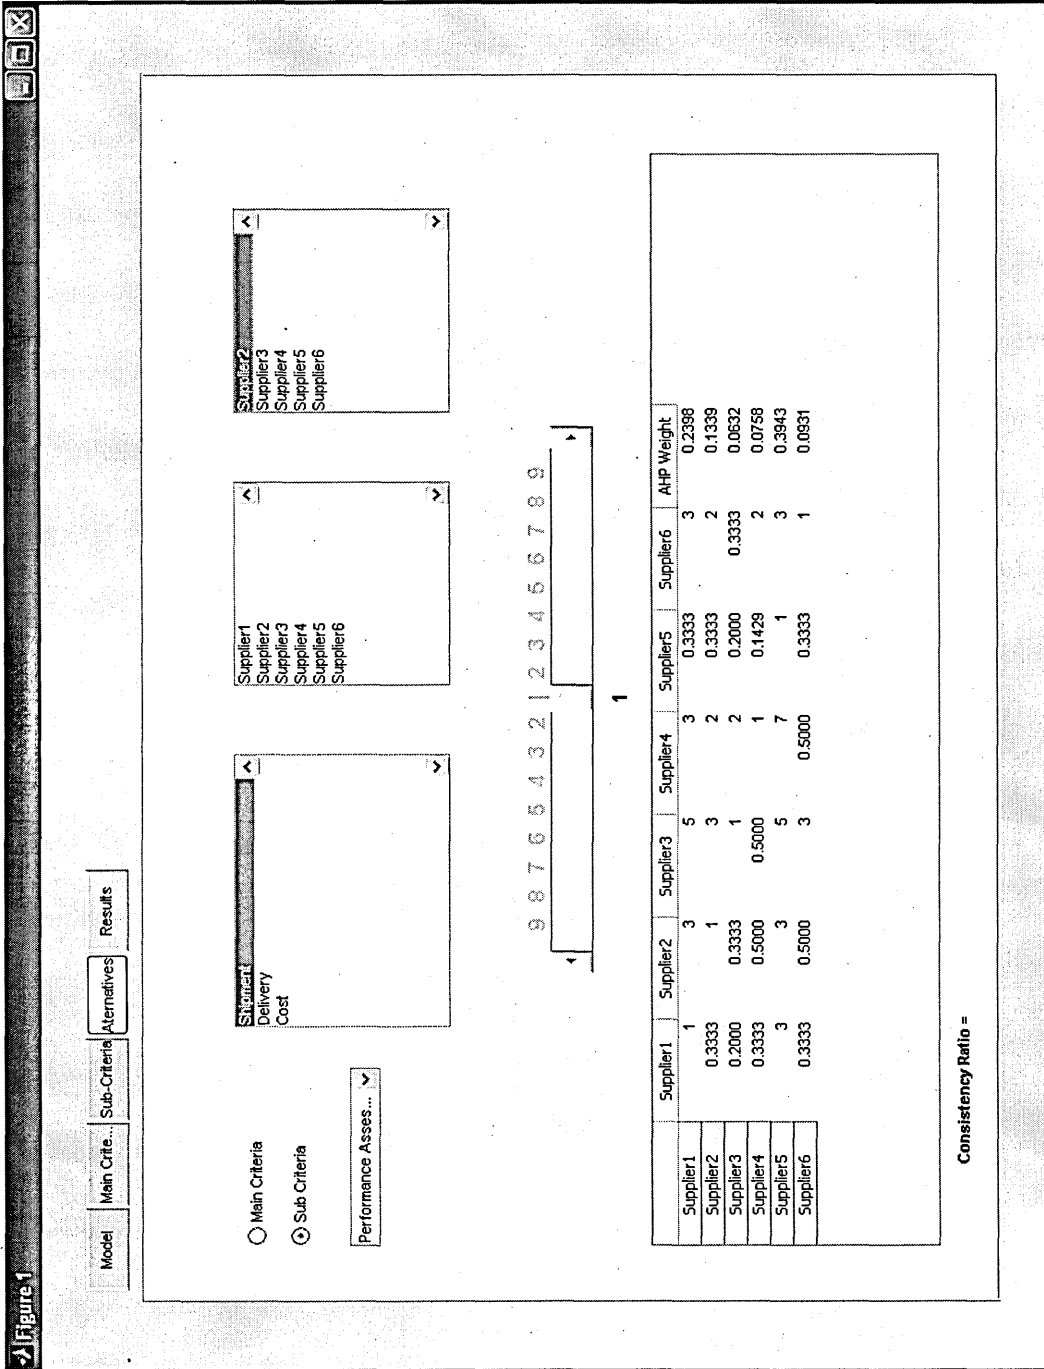 Figure 1
Model Main Crite... Sub-Criteria Aternatives Results
Main Criteria
Sub Criteria
Performance Asses...
Shipment
Delivery
Cost
Supplier1
Supplier2
Supplier3
Supplier4
Supplier5
Supplier6
Supplier2
Supplier3
Supplier4
Supplier5
Supplier6
9 8 7 6 5 4 3 2 1 2 3 4 5 6 7 8 9
1
Supplier1 Supplier2 Supplier3 Supplier4 Supplier5 Supplier6 AHP Weight
Supplier1 1 3 5 3 0.3333 3 0.2398
Supplier2 0.3333 1 3 2 0.3333 2 0.1339
Supplier3 0.2000 0.3333 1 2 0.2000 0.3333 0.0632
Supplier4 0.3333 0.5000 0.5000 1 0.1429 2 0.0758
Supplier5 3 3 5 7 1 3 0.3943
Supplier6 0.3333 0.5000 3 0.5000 0.3333 1 0.0931
Consistency Ratio =